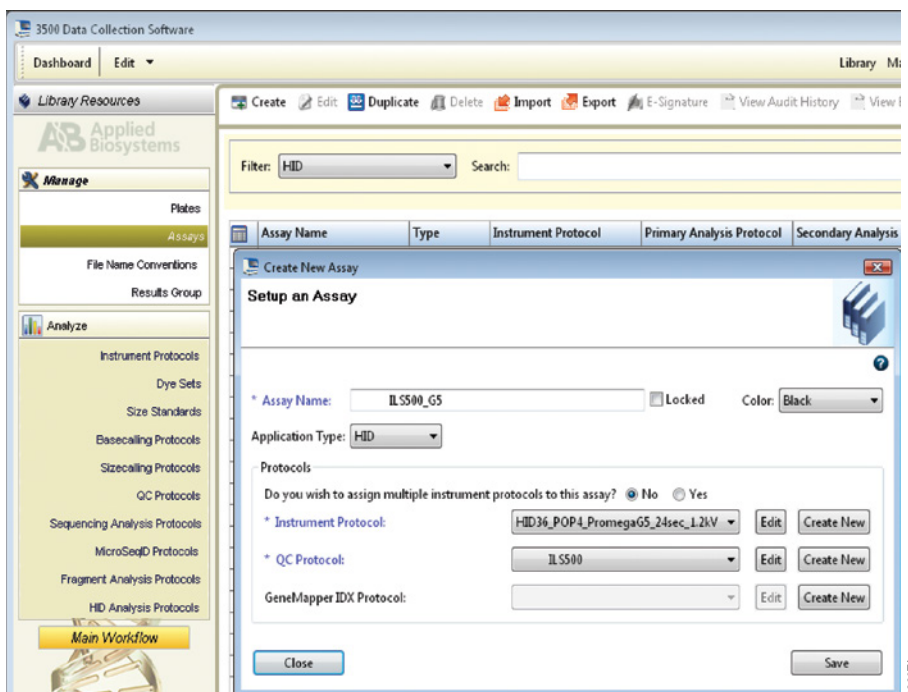 3500 Data Collection Software
Dashboard Edit Library
Library Resources
AB Applied Biosystems
Manage
Plates
Assays
File Name Conventions
Results Group
Analyze
Instrument Protocols
Dye Sets
Size Standards
Basecalling Protocols
Sizecalling Protocols
QC Protocols
Sequencing Analysis Protocols
MicroSeqID Protocols
Fragment Analysis Protocols
HID Analysis Protocols
Main Workflow
Create Edit Duplicate Delete Import Export E-Signature View Audit History View
Filter: HID Search:
Assay Name Type Instrument Protocol Primary Analysis Protocol Secondary Analysis
Create New Assay
Setup an Assay
* Assay Name: ILS500_G5 Locked Color: Black
Application Type: HID
Protocols
Do you wish to assign multiple instrument protocols to this assay? No Yes
* Instrument Protocol: HID36_POP4_PromegaG5_24sec_1.2kV Edit Create New
* QC Protocol: ILS500 Edit Create New
GeneMapper IDX Protocol: Edit Create New
Close Save